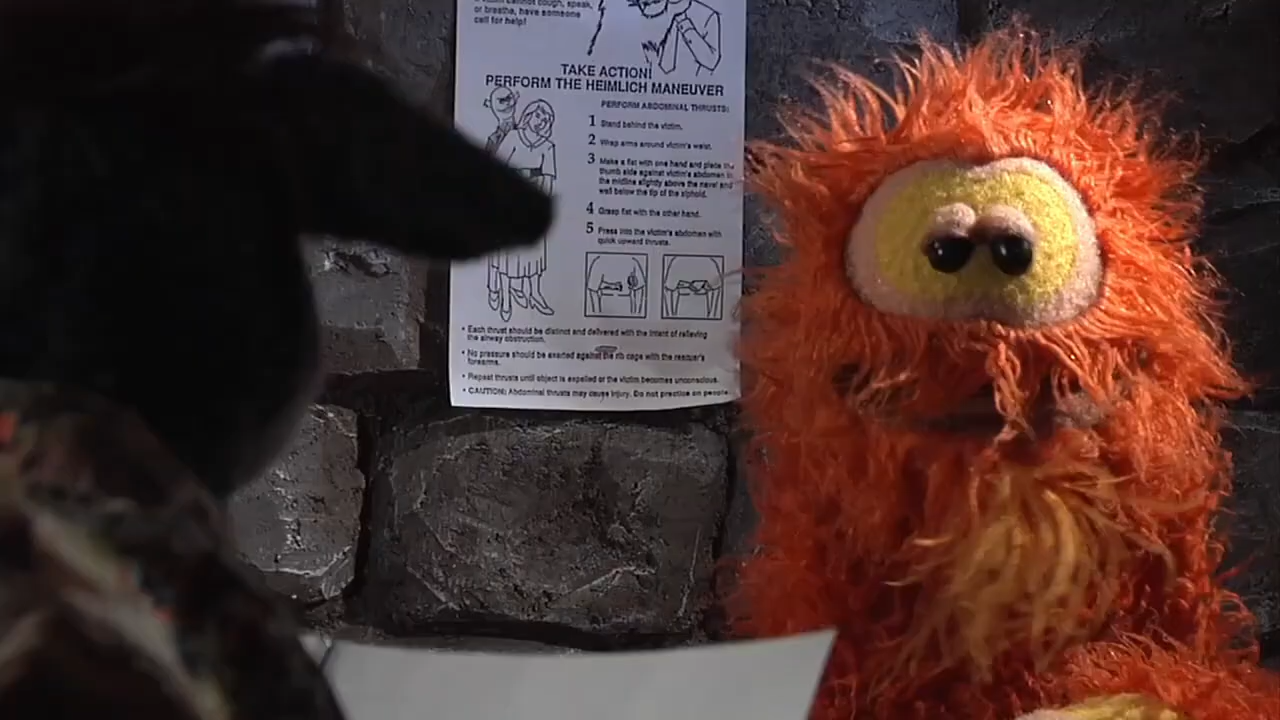 or breathe, have someone
call for help!
TAKE ACTION!
PERFORM THE HEIMLICH MANEUVER
PERFORM ABDOMINAL THRUSTS:
1 Stand behind the victim.
2 Wrap arms around victim's waist.
3 Make a fist with one hand and place the
thumb side against victim's abdomen in
the midline slightly above the navel and
well below the tip of the xiphoid.
4 Grasp fist with the other hand.
5 Press into the victim's abdomen with
quick upward thrusts.
• Each thrust should be distinct and delivered with the intent of relieving
the airway obstruction.
• No pressure should be exerted against the rib cage with the rescuer's
forearms.
• Repeat thrusts until object is expelled or the victim becomes unconscious.
• CAUTION: Abdominal thrusts may cause injury. Do not practice on people.